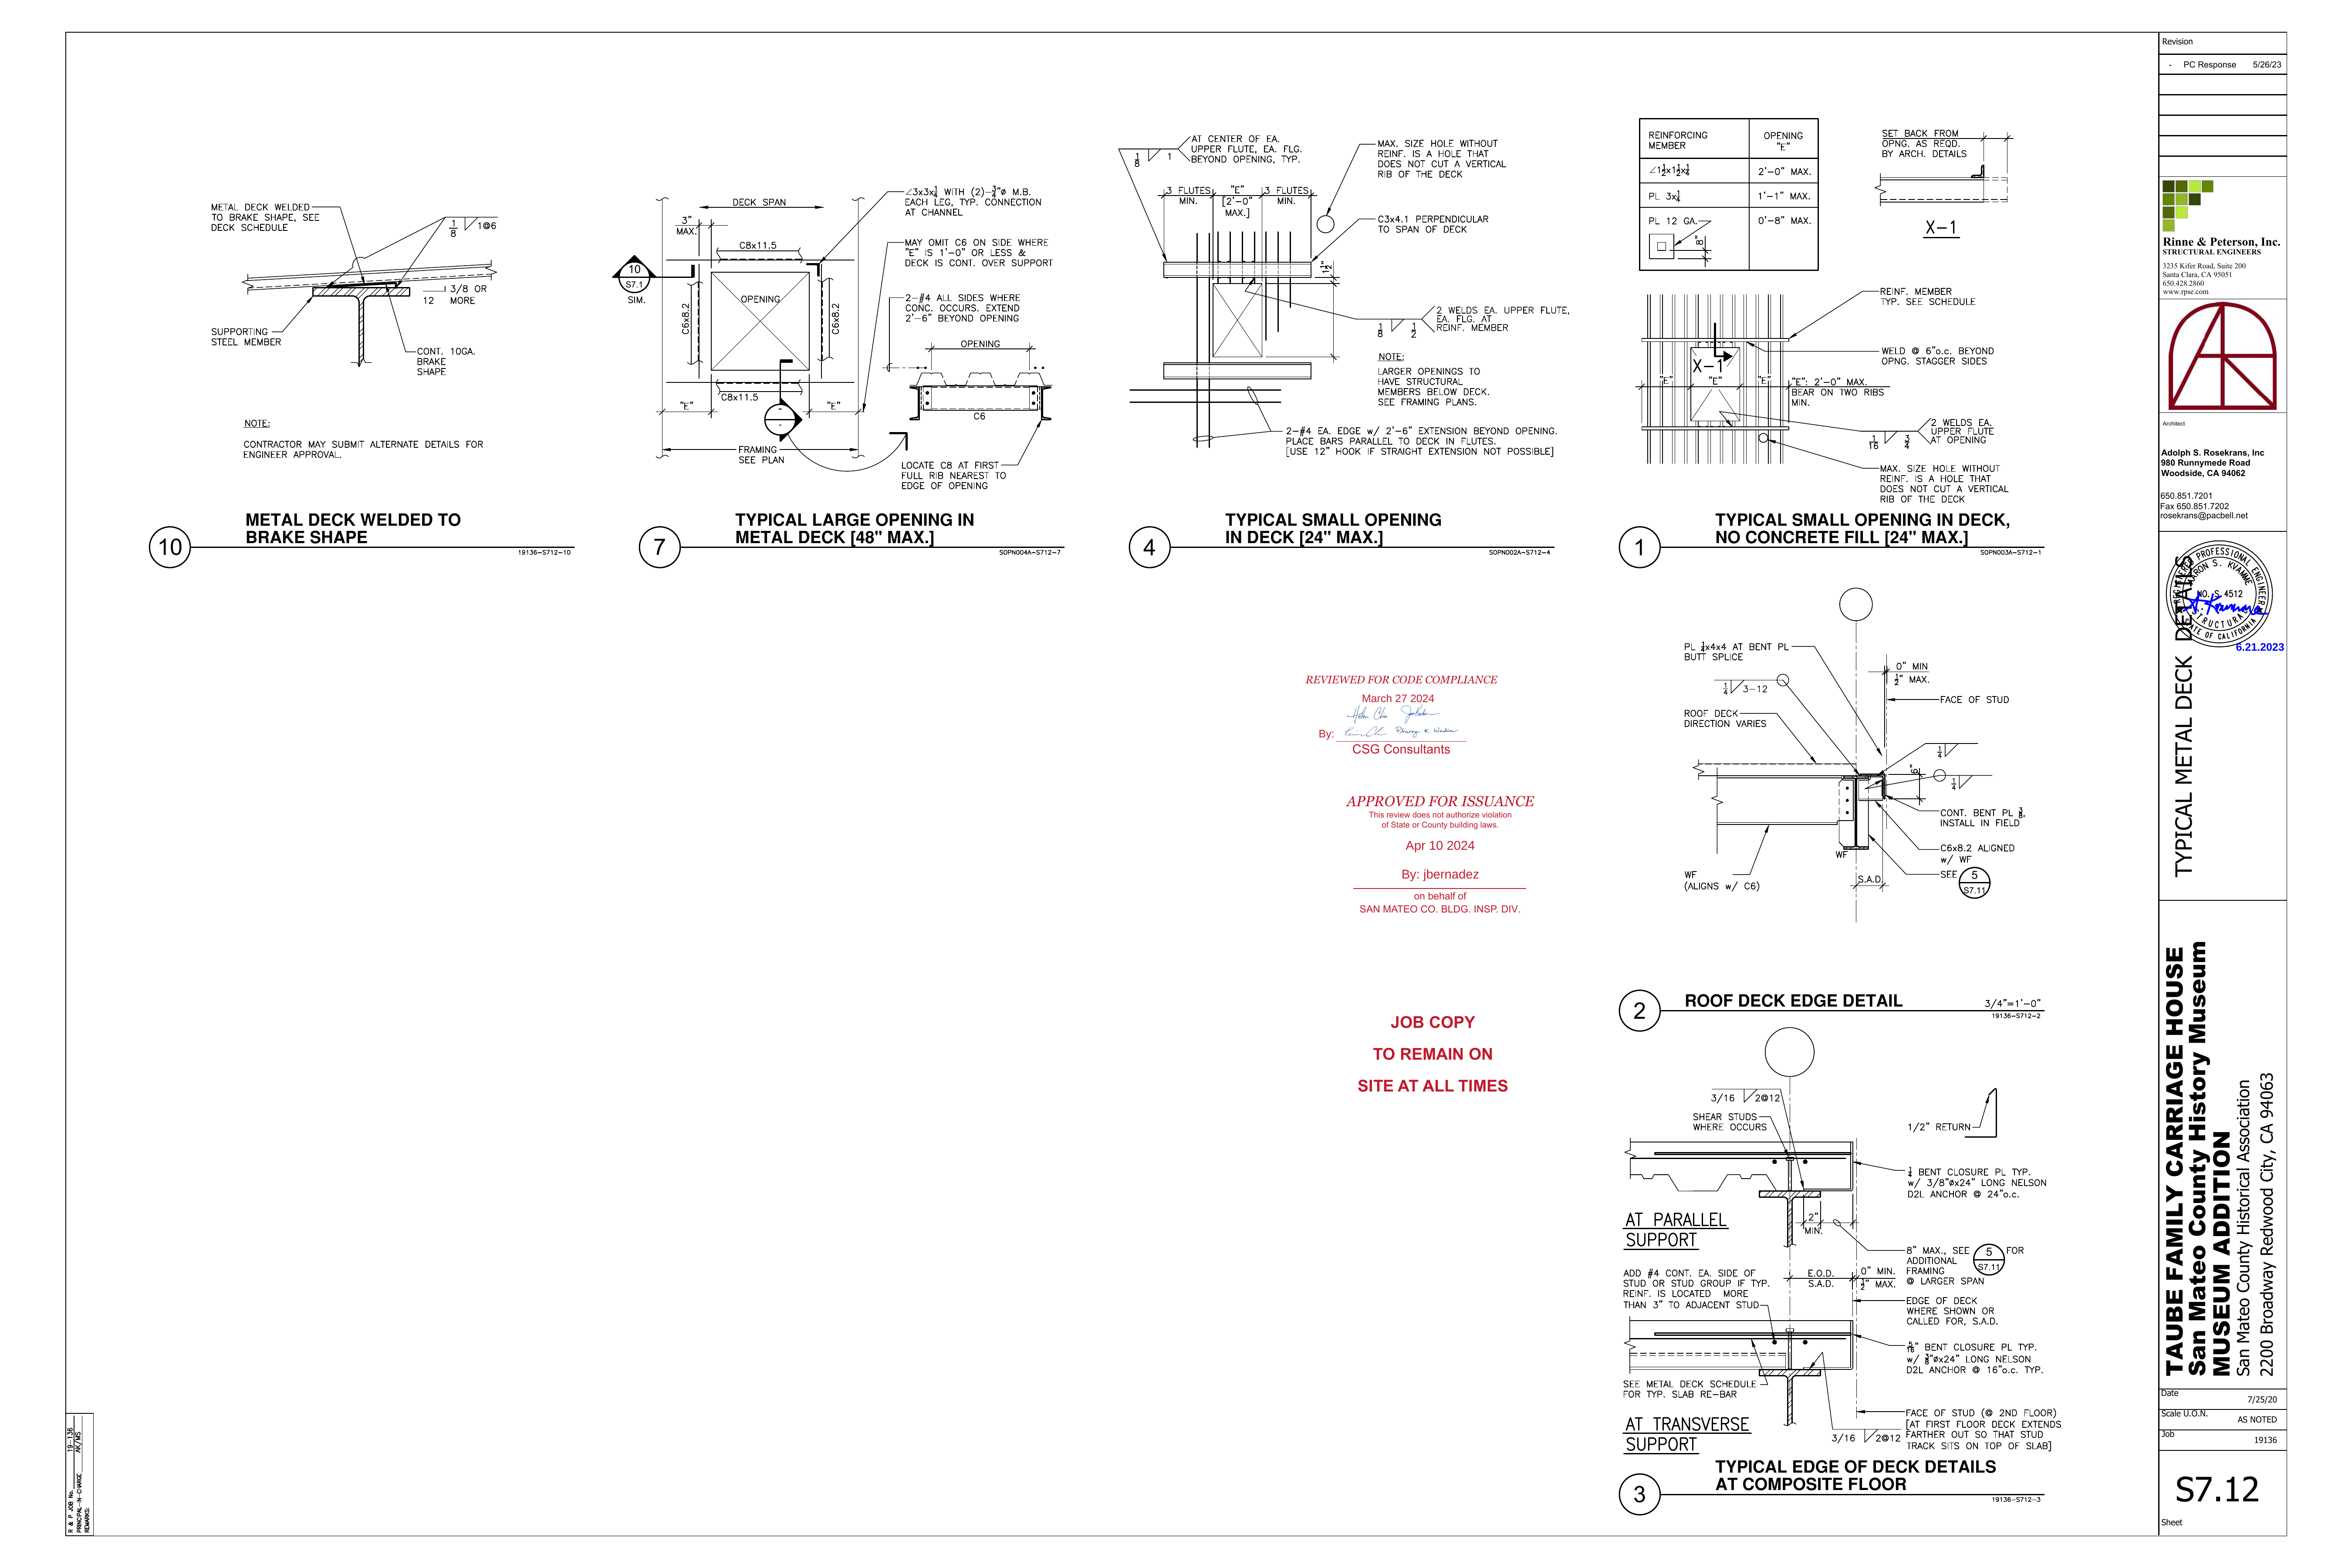 METAL DECK WELDED
TO BRAKE SHAPE, SEE
DECK SCHEDULE
1/8 1@6
3/8 OR
12 MORE
SUPPORTING
STEEL MEMBER
CONT. 10GA.
BRAKE
SHAPE
NOTE:
CONTRACTOR MAY SUBMIT ALTERNATE DETAILS FOR
ENGINEER APPROVAL.
10
METAL DECK WELDED TO
BRAKE SHAPE
19136-S712-10
DECK SPAN
3"
MAX.
C8x11.5
10
S7.1
SIM.
C6x8.2
OPENING
C6x8.2
C8x11.5
"E"
"E"
-
-
FRAMING
SEE PLAN
∠3x3x1/4 WITH (2)-3/4"ø M.B.
EACH LEG, TYP. CONNECTION
AT CHANNEL
MAY OMIT C6 ON SIDE WHERE
"E" IS 1'-0" OR LESS &
DECK IS CONT. OVER SUPPORT
2-#4 ALL SIDES WHERE
CONC. OCCURS. EXTEND
2'-6" BEYOND OPENING
OPENING
C6
LOCATE C8 AT FIRST
FULL RIB NEAREST TO
EDGE OF OPENING
7
TYPICAL LARGE OPENING IN
METAL DECK [48" MAX.]
SOPN004A-S712-7
1/8 1
AT CENTER OF EA.
UPPER FLUTE, EA. FLG.
BEYOND OPENING, TYP.
MAX. SIZE HOLE WITHOUT
REINF. IS A HOLE THAT
DOES NOT CUT A VERTICAL
RIB OF THE DECK
3 FLUTES
MIN.
"E"
[2'-0"
MAX.]
3 FLUTES
MIN.
C3x4.1 PERPENDICULAR
TO SPAN OF DECK
1 1/2"
2 WELDS EA. UPPER FLUTE,
EA. FLG. AT
REINF. MEMBER
1/8 1/2
NOTE:
LARGER OPENINGS TO
HAVE STRUCTURAL
MEMBERS BELOW DECK.
SEE FRAMING PLANS.
2-#4 EA. EDGE w/ 2'-6" EXTENSION BEYOND OPENING.
PLACE BARS PARALLEL TO DECK IN FLUTES.
[USE 12" HOOK IF STRAIGHT EXTENSION NOT POSSIBLE]
4
TYPICAL SMALL OPENING
IN DECK [24" MAX.]
SOPN002A-S712-4
REINFORCING
MEMBER
OPENING
"E"
∠1 1/2x1 1/2x1/4
2'-0" MAX.
PL 3x1/4
1'-1" MAX.
PL 12 GA.
0'-8" MAX.
8"
SET BACK FROM
OPNG. AS REQD.
BY ARCH. DETAILS
X-1
REINF. MEMBER
TYP. SEE SCHEDULE
WELD @ 6"o.c. BEYOND
OPNG. STAGGER SIDES
X-1
"E"
"E"
"E"
"E": 2'-0" MAX.
BEAR ON TWO RIBS
MIN.
2 WELDS EA.
UPPER FLUTE
AT OPENING
1/16 3/4
MAX. SIZE HOLE WITHOUT
REINF. IS A HOLE THAT
DOES NOT CUT A VERTICAL
RIB OF THE DECK
1
TYPICAL SMALL OPENING IN DECK,
NO CONCRETE FILL [24" MAX.]
SOPN003A-S712-1
PL 1/4x4x4 AT BENT PL
BUTT SPLICE
1/4 3-12
ROOF DECK
DIRECTION VARIES
0" MIN
1/2" MAX.
FACE OF STUD
1/4
6"
1/4
CONT. BENT PL 3/8,
INSTALL IN FIELD
C6x8.2 ALIGNED
w/ WF
SEE 5
S7.11
WF
S.A.D.
WF
(ALIGNS w/ C6)
2
ROOF DECK EDGE DETAIL
3/4"=1'-0"
19136-S712-2
REVIEWED FOR CODE COMPLIANCE
March 27 2024
By:
CSG Consultants
APPROVED FOR ISSUANCE
This review does not authorize violation
of State or County building laws.
Apr 10 2024
By: jbernadez
on behalf of
SAN MATEO CO. BLDG. INSP. DIV.
JOB COPY
TO REMAIN ON
SITE AT ALL TIMES
3/16 2@12
SHEAR STUDS
WHERE OCCURS
1/2" RETURN
1/4 BENT CLOSURE PL TYP.
w/ 3/8"øx24" LONG NELSON
D2L ANCHOR @ 24"o.c.
AT PARALLEL
SUPPORT
2"
MIN.
8" MAX., SEE 5 FOR
S7.11
ADDITIONAL
FRAMING
@ LARGER SPAN
ADD #4 CONT. EA. SIDE OF
STUD OR STUD GROUP IF TYP.
REINF. IS LOCATED MORE
THAN 3" TO ADJACENT STUD
E.O.D.
S.A.D.
0" MIN.
1/2" MAX.
EDGE OF DECK
WHERE SHOWN OR
CALLED FOR, S.A.D.
5/16" BENT CLOSURE PL TYP.
w/ 3/8"øx24" LONG NELSON
D2L ANCHOR @ 16"o.c. TYP.
SEE METAL DECK SCHEDULE
FOR TYP. SLAB RE-BAR
AT TRANSVERSE
SUPPORT
3/16 2@12
FACE OF STUD (@ 2ND FLOOR)
[AT FIRST FLOOR DECK EXTENDS
FARTHER OUT SO THAT STUD
TRACK SITS ON TOP OF SLAB]
3
TYPICAL EDGE OF DECK DETAILS
AT COMPOSITE FLOOR
19136-S712-3
R & P JOB No. 19-136
PRINCIPAL-IN-CHARGE AK/MS
REMARKS:
Revision
- PC Response 5/26/23
Rinne & Peterson, Inc.
STRUCTURAL ENGINEERS
3235 Kifer Road, Suite 200
Santa Clara, CA 95051
650.428.2860
www.rpse.com
Architect
Adolph S. Rosekrans, Inc
980 Runnymede Road
Woodside, CA 94062
650.851.7201
Fax 650.851.7202
rosekrans@pacbell.net
REGISTERED PROFESSIONAL ENGINEER
AARON S. KVAMME
NO. S 4512
STRUCTURAL
STATE OF CALIFORNIA
6.21.2023
TYPICAL METAL DECK DETAILS
TAUBE FAMILY CARRIAGE HOUSE
San Mateo County History Museum
MUSEUM ADDITION
San Mateo County Historical Association
2200 Broadway Redwood City, CA 94063
Date
7/25/20
Scale U.O.N.
AS NOTED
Job
19136
S7.12
Sheet